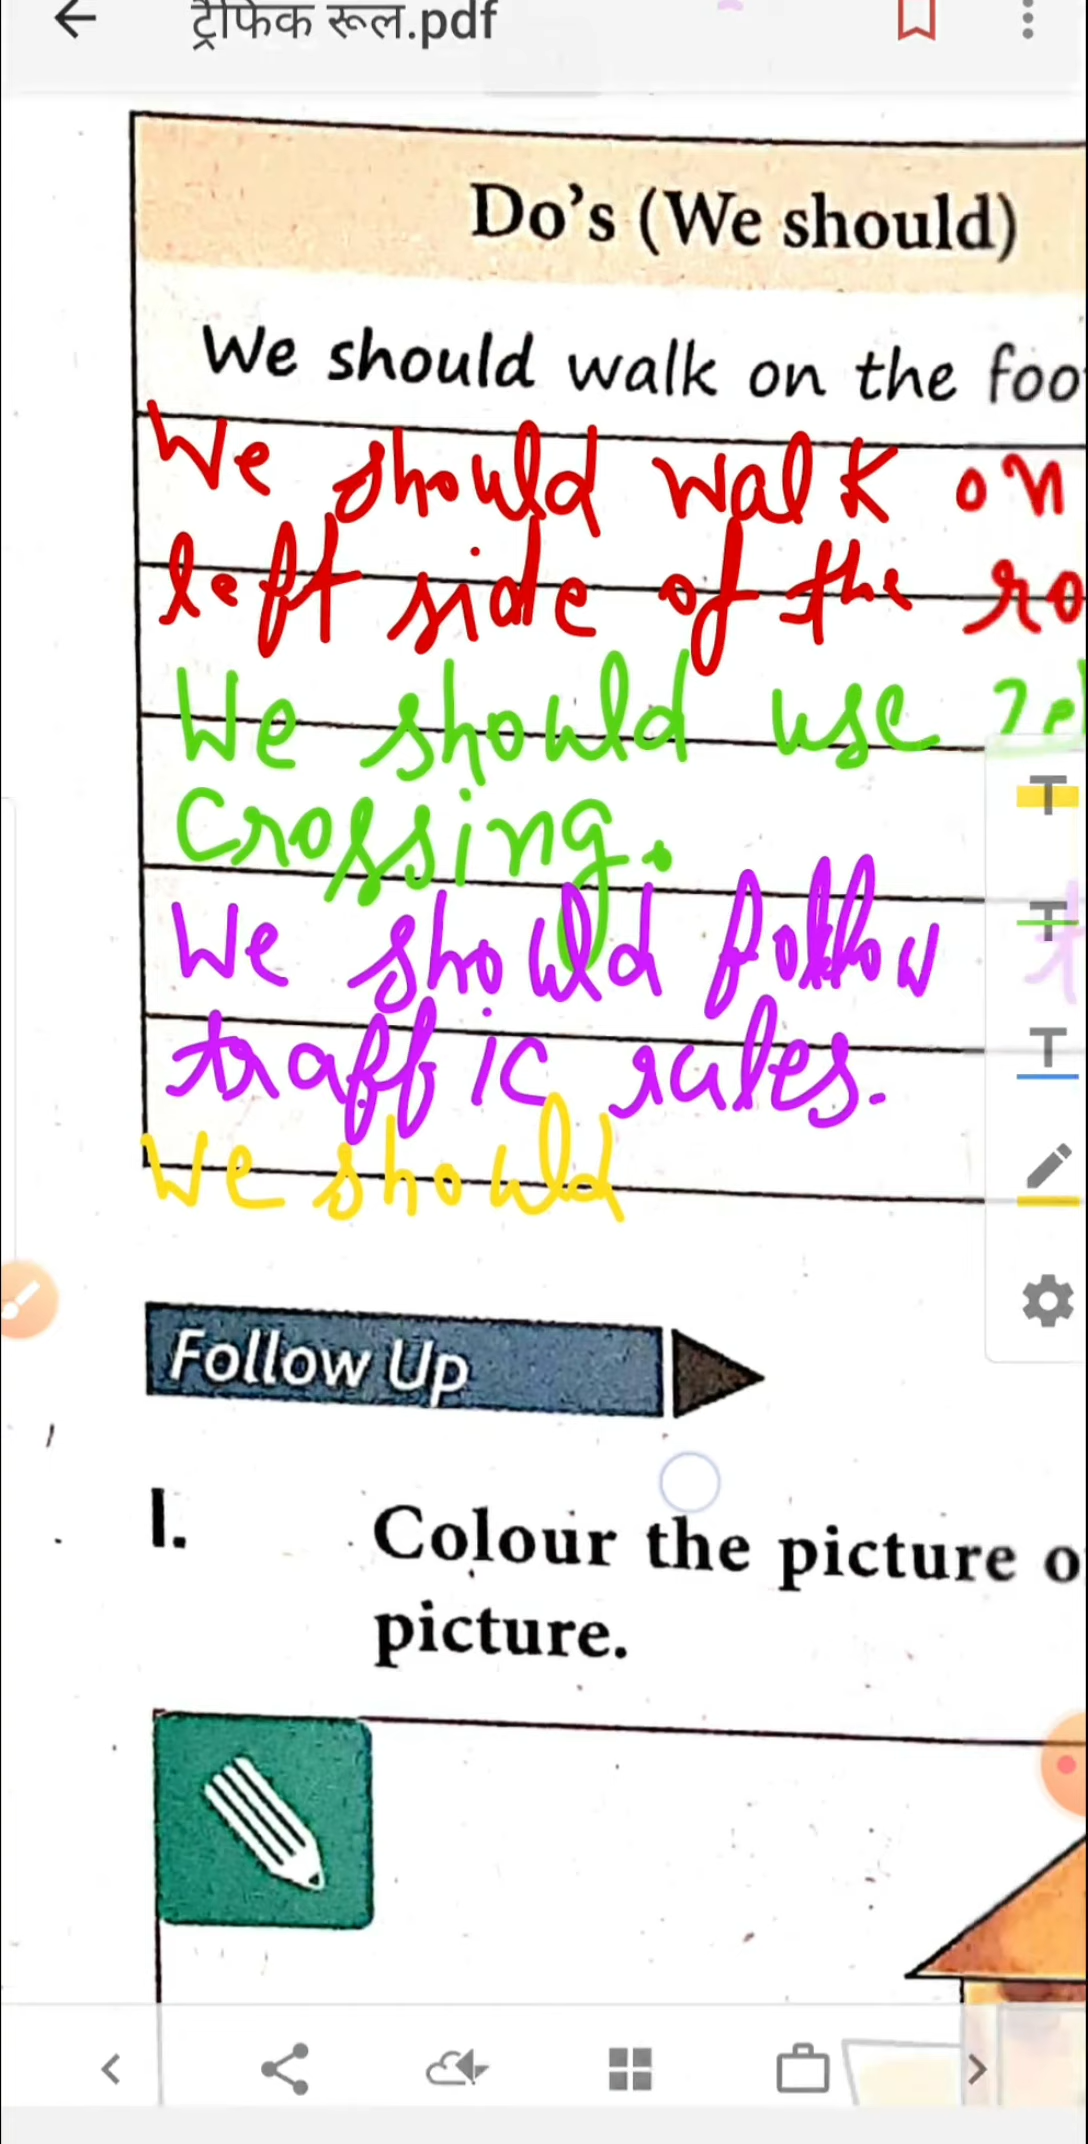 ट्रैफिक रूल.pdf
Do's (We should)
We should walk on the foo
We should walk on
left side of the ro
We should use ze
crossing.
We should follow t
traffic rules.
We should
Follow Up
I. Colour the picture o
picture.